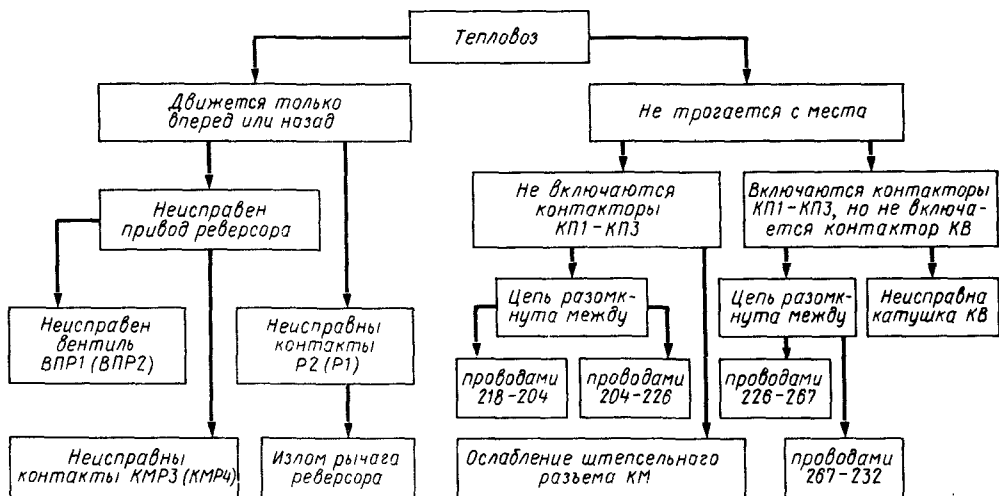 Тепловоз
Движется только
вперед или назад
Не трогается с места
Неисправен
привод реверсора
Не включаются
контакторы
КП1-КП3
Включаются контакторы
КП1-КП3, но не включа-
ется контактор КВ
Неисправен
вентиль
ВПР1 (ВПР2)
Неисправны
контакты
Р2 (Р1)
Цепь разомк-
нута между
Цепь разомк-
нута между
Неисправна
катушка КВ
проводами
218-204
проводами
204-226
проводами
226-267
Неисправны
контакты КМР3 (КМР4)
Излом рычага
реверсора
Ослабление штепсельного
разъема КМ
проводами
267-232